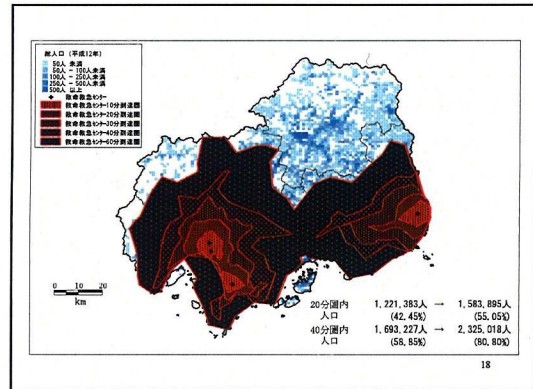 総人口（平成12年）
50人 未満
50人 - 100人未満
100人 - 250人未満
250人 - 500人未満
500人 以上
救命救急センター
救命救急センター10分到達圏
救命救急センター20分到達圏
救命救急センター30分到達圏
救命救急センター40分到達圏
救命救急センター60分到達圏
0 10 20
km
20分圏内 1,221,383人 → 1,583,895人
人口 (42.45%) (55.05%)
40分圏内 1,693,227人 → 2,325,018人
人口 (58.85%) (80.80%)
18